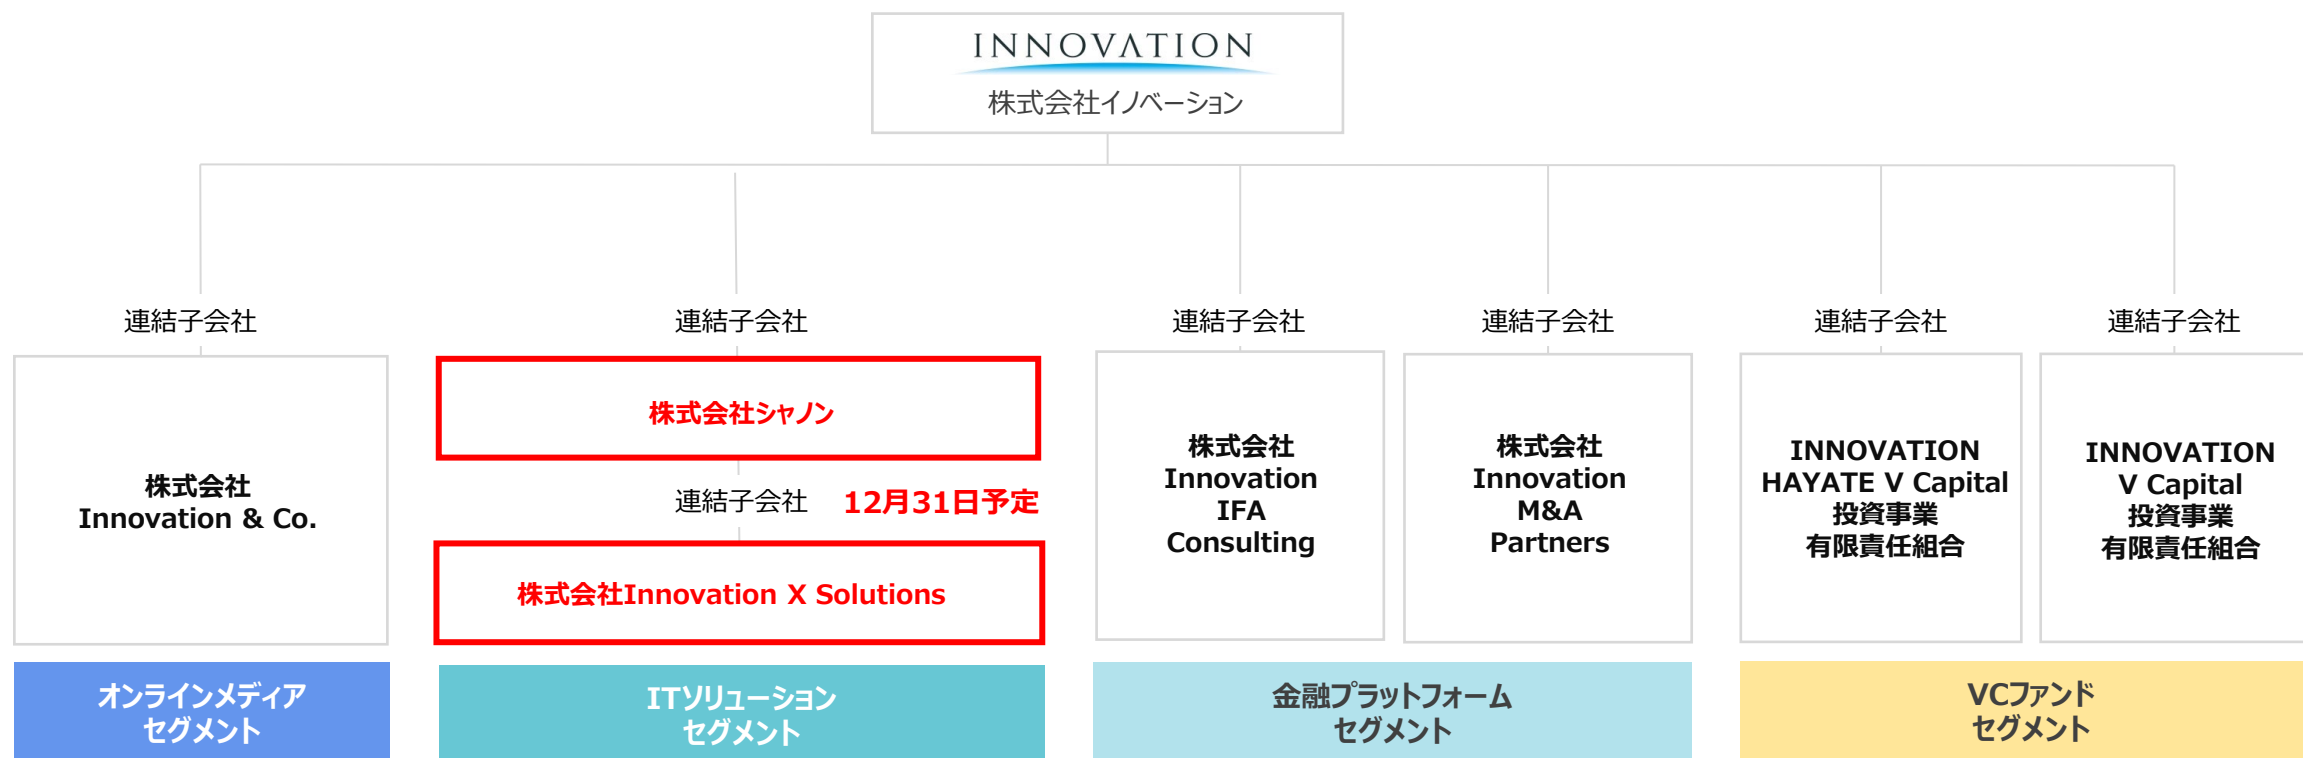 INNOVATION
株式会社イノベーション
連結子会社
株式会社
Innovation & Co.
オンラインメディア
セグメント
連結子会社
株式会社シャノン
連結子会社 12月31日予定
株式会社Innovation X Solutions
ITソリューション
セグメント
連結子会社
株式会社
Innovation
IFA
Consulting
連結子会社
株式会社
Innovation
M&A
Partners
金融プラットフォーム
セグメント
連結子会社
INNOVATION
HAYATE V Capital
投資事業
有限責任組合
連結子会社
INNOVATION
V Capital
投資事業
有限責任組合
VCファンド
セグメント